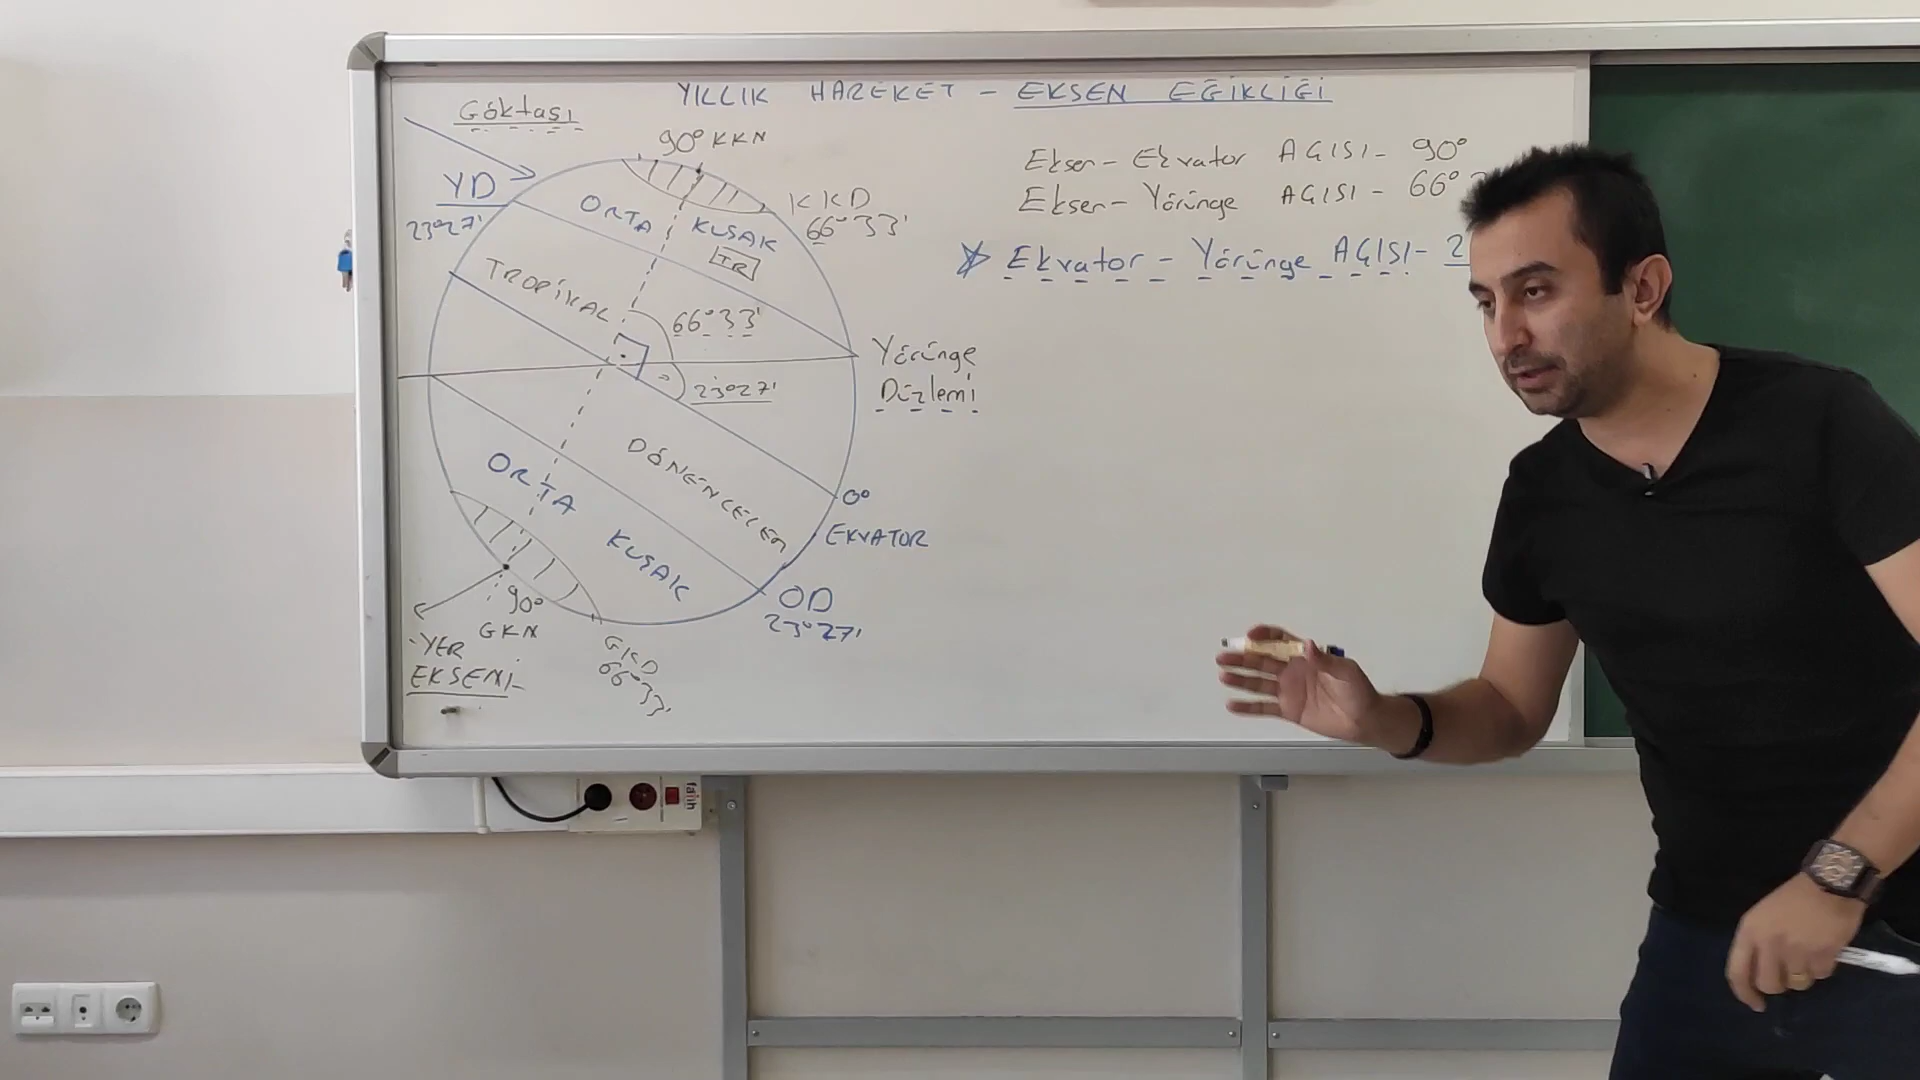 YILLIK HAREKET - EKSEN EĞİKLİĞİ
Göktaşı
90° KKN
Eksen - Ekvator AÇISI - 90°
Eksen - Yörünge AÇISI - 66°
Ekvator - Yörünge AÇISI - 2
YD
23°27'
KKD
66°33'
ORTA KUŞAK
TR
TROPİKAL
66°33'
Yörünge
Düzlemi
23°27'
DÖNENCELER
0°
EKVATOR
ORTA KUŞAK
OD
23°27'
90°
GKN
GKD
66°33'
YER
EKSENİ
fatih